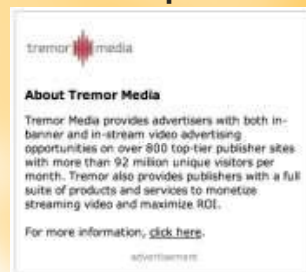 tremor media
About Tremor Media
Tremor Media provides advertisers with both in-
banner and in-stream video advertising
opportunities on over 800 top-tier publisher sites
with more than 92 million unique visitors per
month. Tremor also provides publishers with a full
suite of products and services to monetize
streaming video and maximize ROI.
For more information, click here.
advertisement